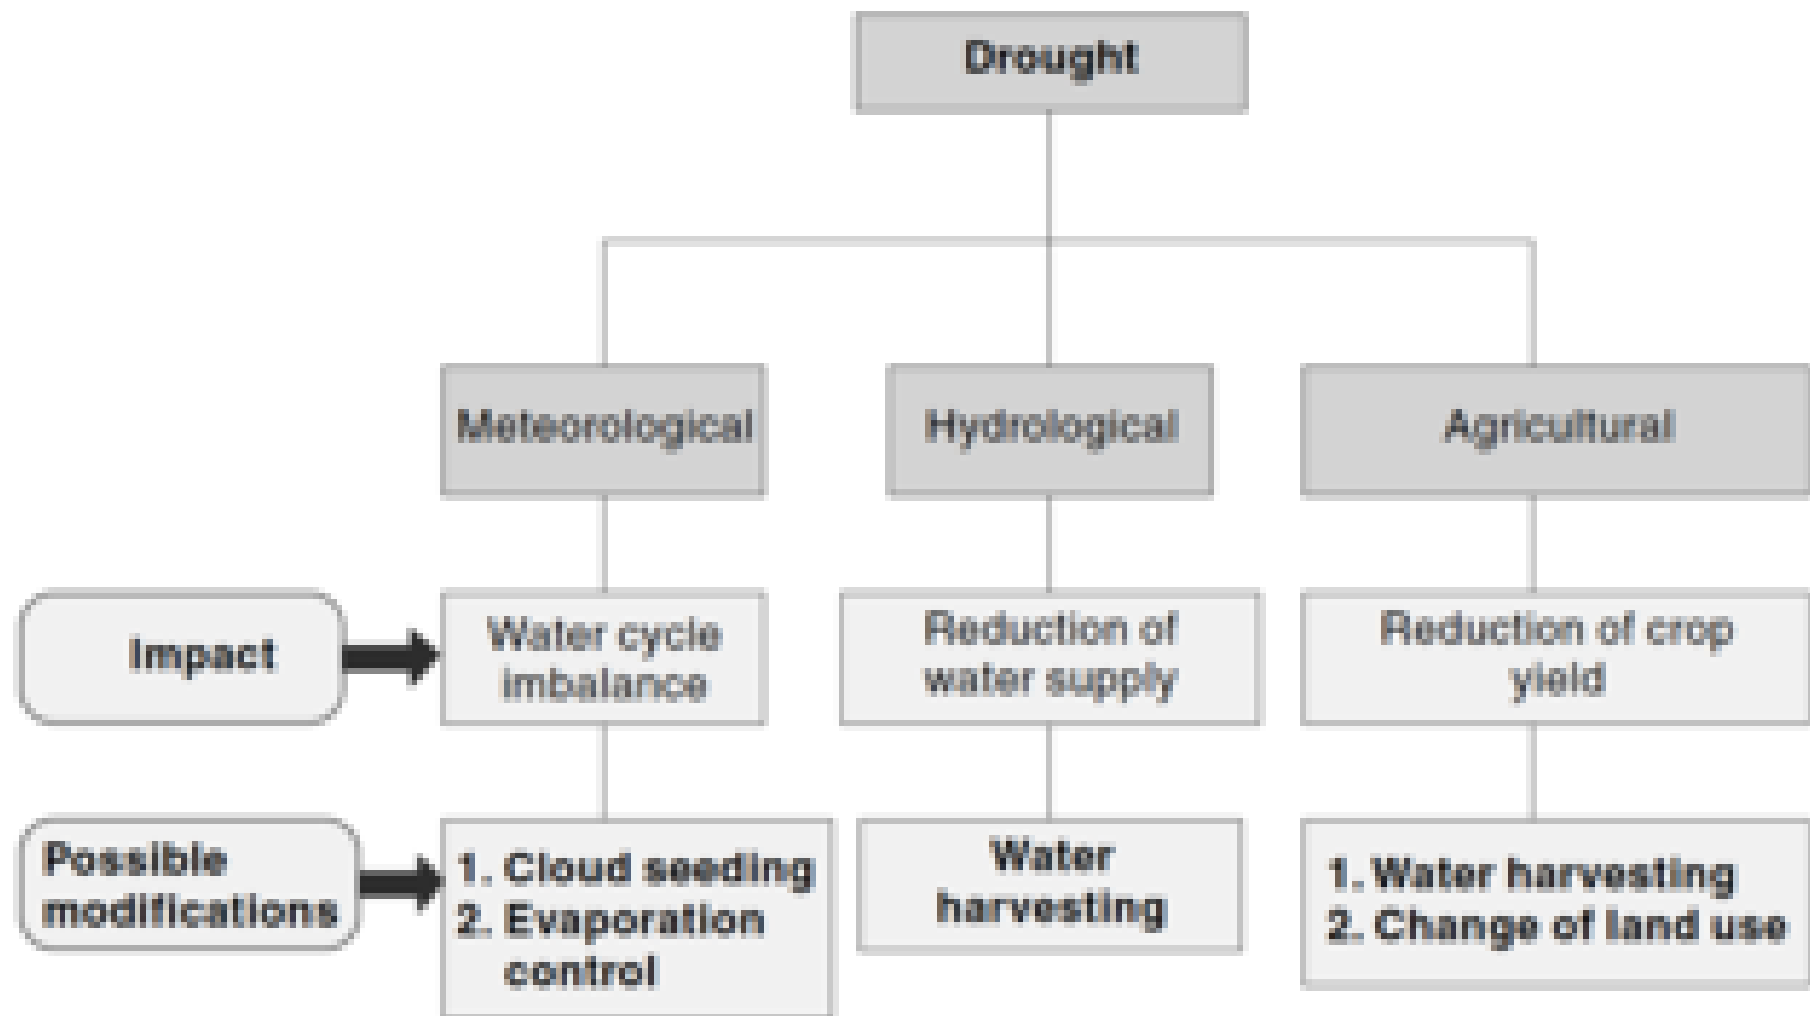 Drought
Meteorological
Hydrological
Agricultural
Impact
Water cycle
imbalance
Reduction of
water supply
Reduction of crop
yield
Possible
modifications
1. Cloud seeding
2. Evaporation
control
Water
harvesting
1. Water harvesting
2. Change of land use